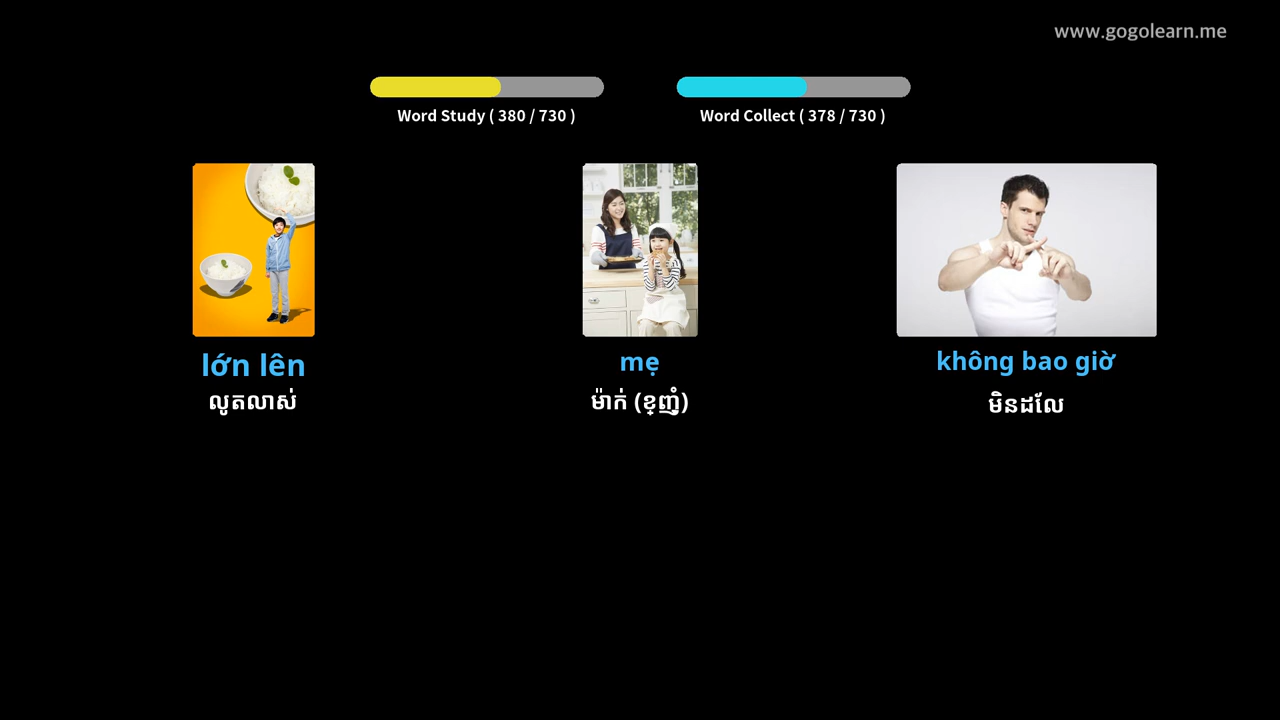 www.gogolearn.me
Word Study ( 380 / 730 )
Word Collect ( 378 / 730 )
lớn lên
mẹ
không bao giờ
លូតលាស់
ម៉ាក់ (ខ្ញុំ)
មិនដលែ